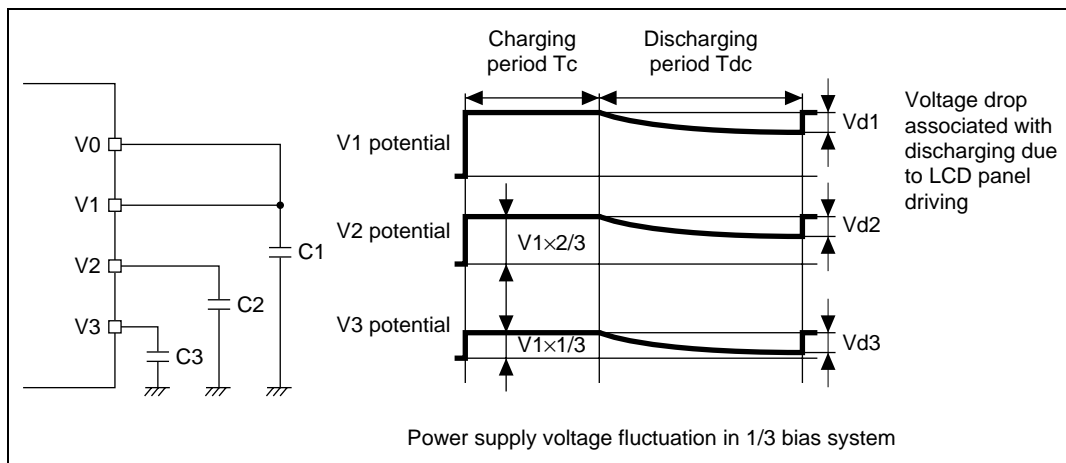 Charging
period Tc
Discharging
period Tdc
V0
V1
V2
V3
C1
C2
C3
V1 potential
Vd1
V2 potential
V1×2/3
Vd2
V3 potential
V1×1/3
Vd3
Voltage drop
associated with
discharging due
to LCD panel
driving
Power supply voltage fluctuation in 1/3 bias system